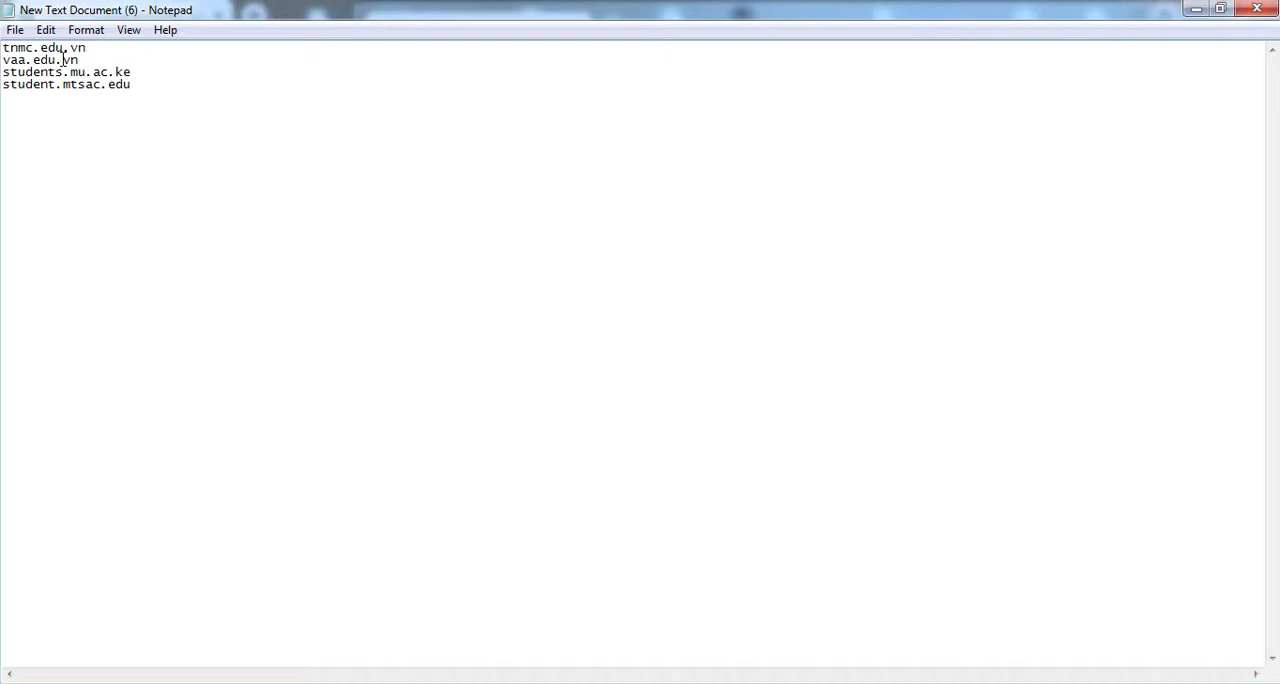 New Text Document (6) - Notepad
File Edit Format View Help
tnmc.edu.vn
vaa.edu.vn
students.mu.ac.ke
student.mtsac.edu